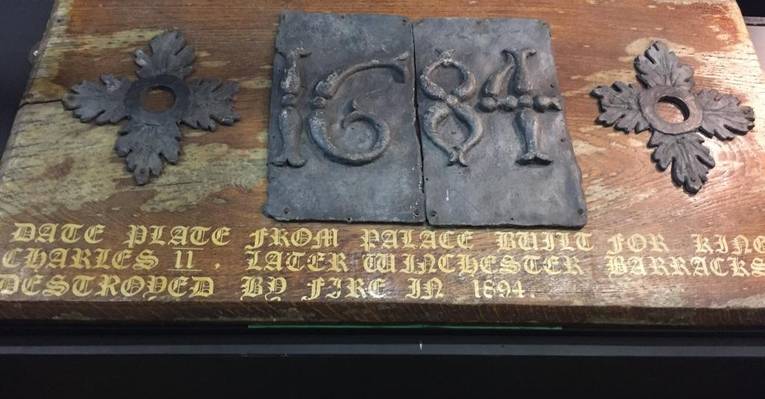 1684
DATE PLATE FROM PALACE BUILT FOR KING
CHARLES II. LATER WINCHESTER BARRACKS
DESTROYED BY FIRE IN 1894.